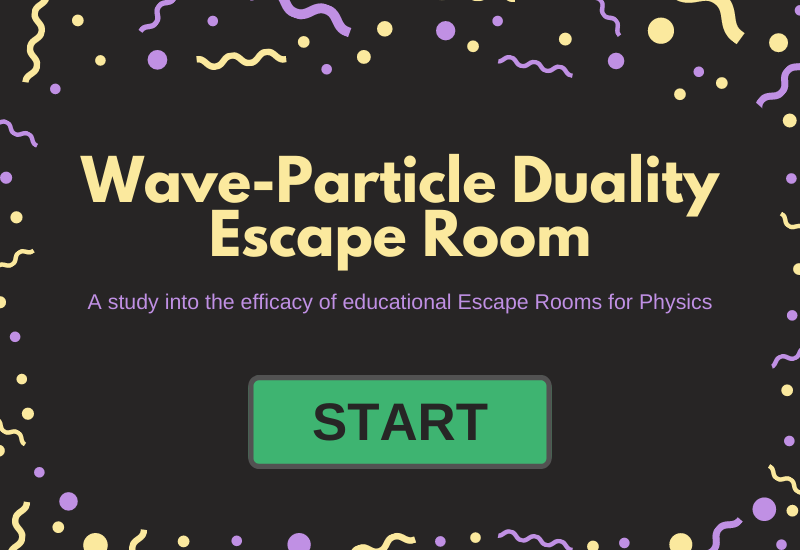 Wave-Particle Duality
Escape Room
A study into the efficacy of educational Escape Rooms for Physics
START